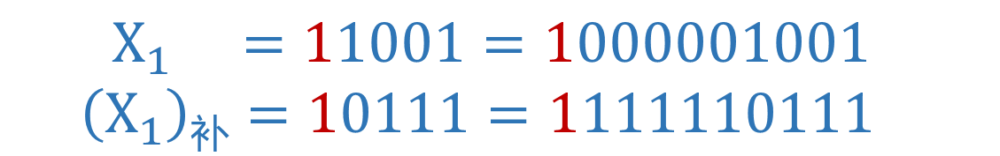 X₁ = 11001 = 1000001001
(X₁)补 = 10111 = 1111110111